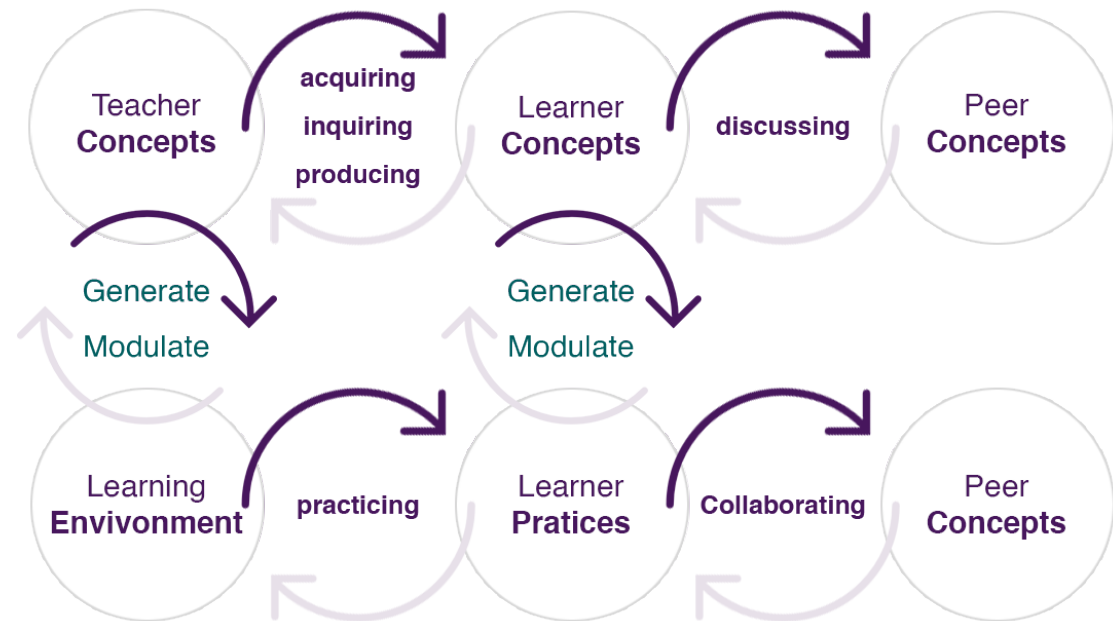 Teacher
Concepts
acquiring
inquiring
producing
Learner
Concepts
discussing
Peer
Concepts
Generate
Modulate
Generate
Modulate
Learning
Envivonment
practicing
Learner
Pratices
Collaborating
Peer
Concepts